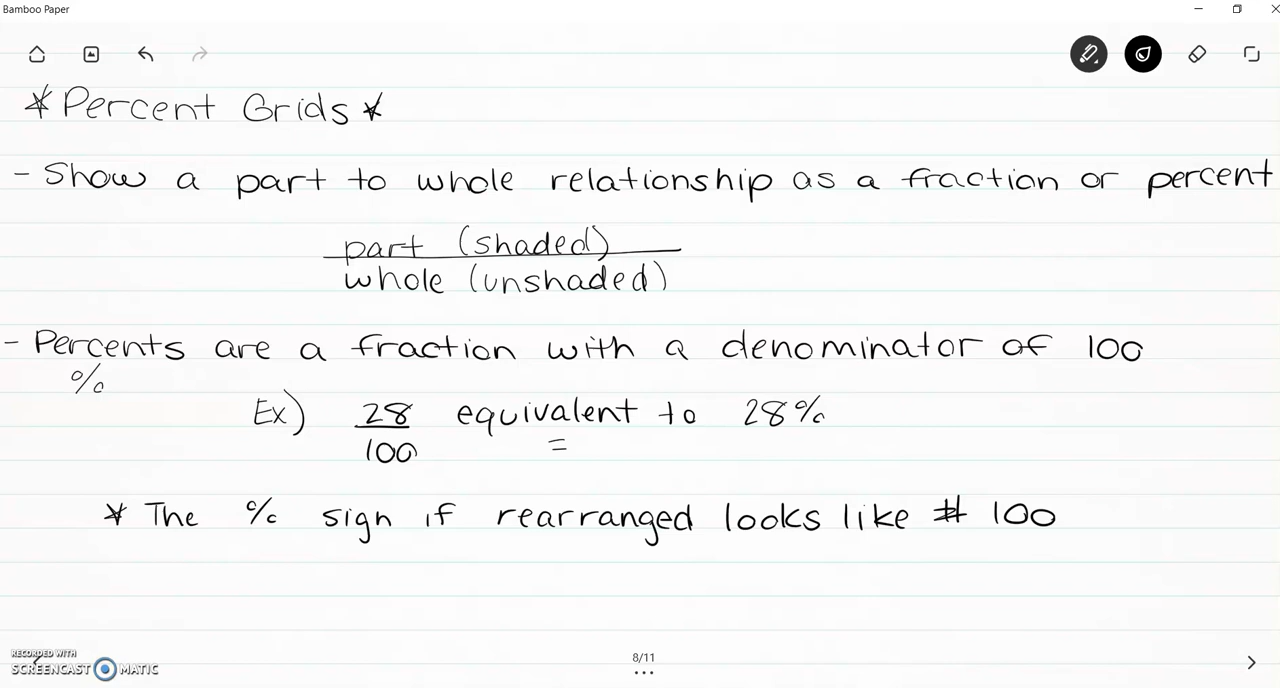 Bamboo Paper
*Percent Grids*
- Show a part to whole relationship as a fraction or percent
part (shaded)
whole (unshaded)
- Percents are a fraction with a denominator of 100
%
Ex) 28 equivalent to 28%
100 =
* The % sign if rearranged looks like # 100
RECORDED WITH
SCREENCAST MATIC
8/11